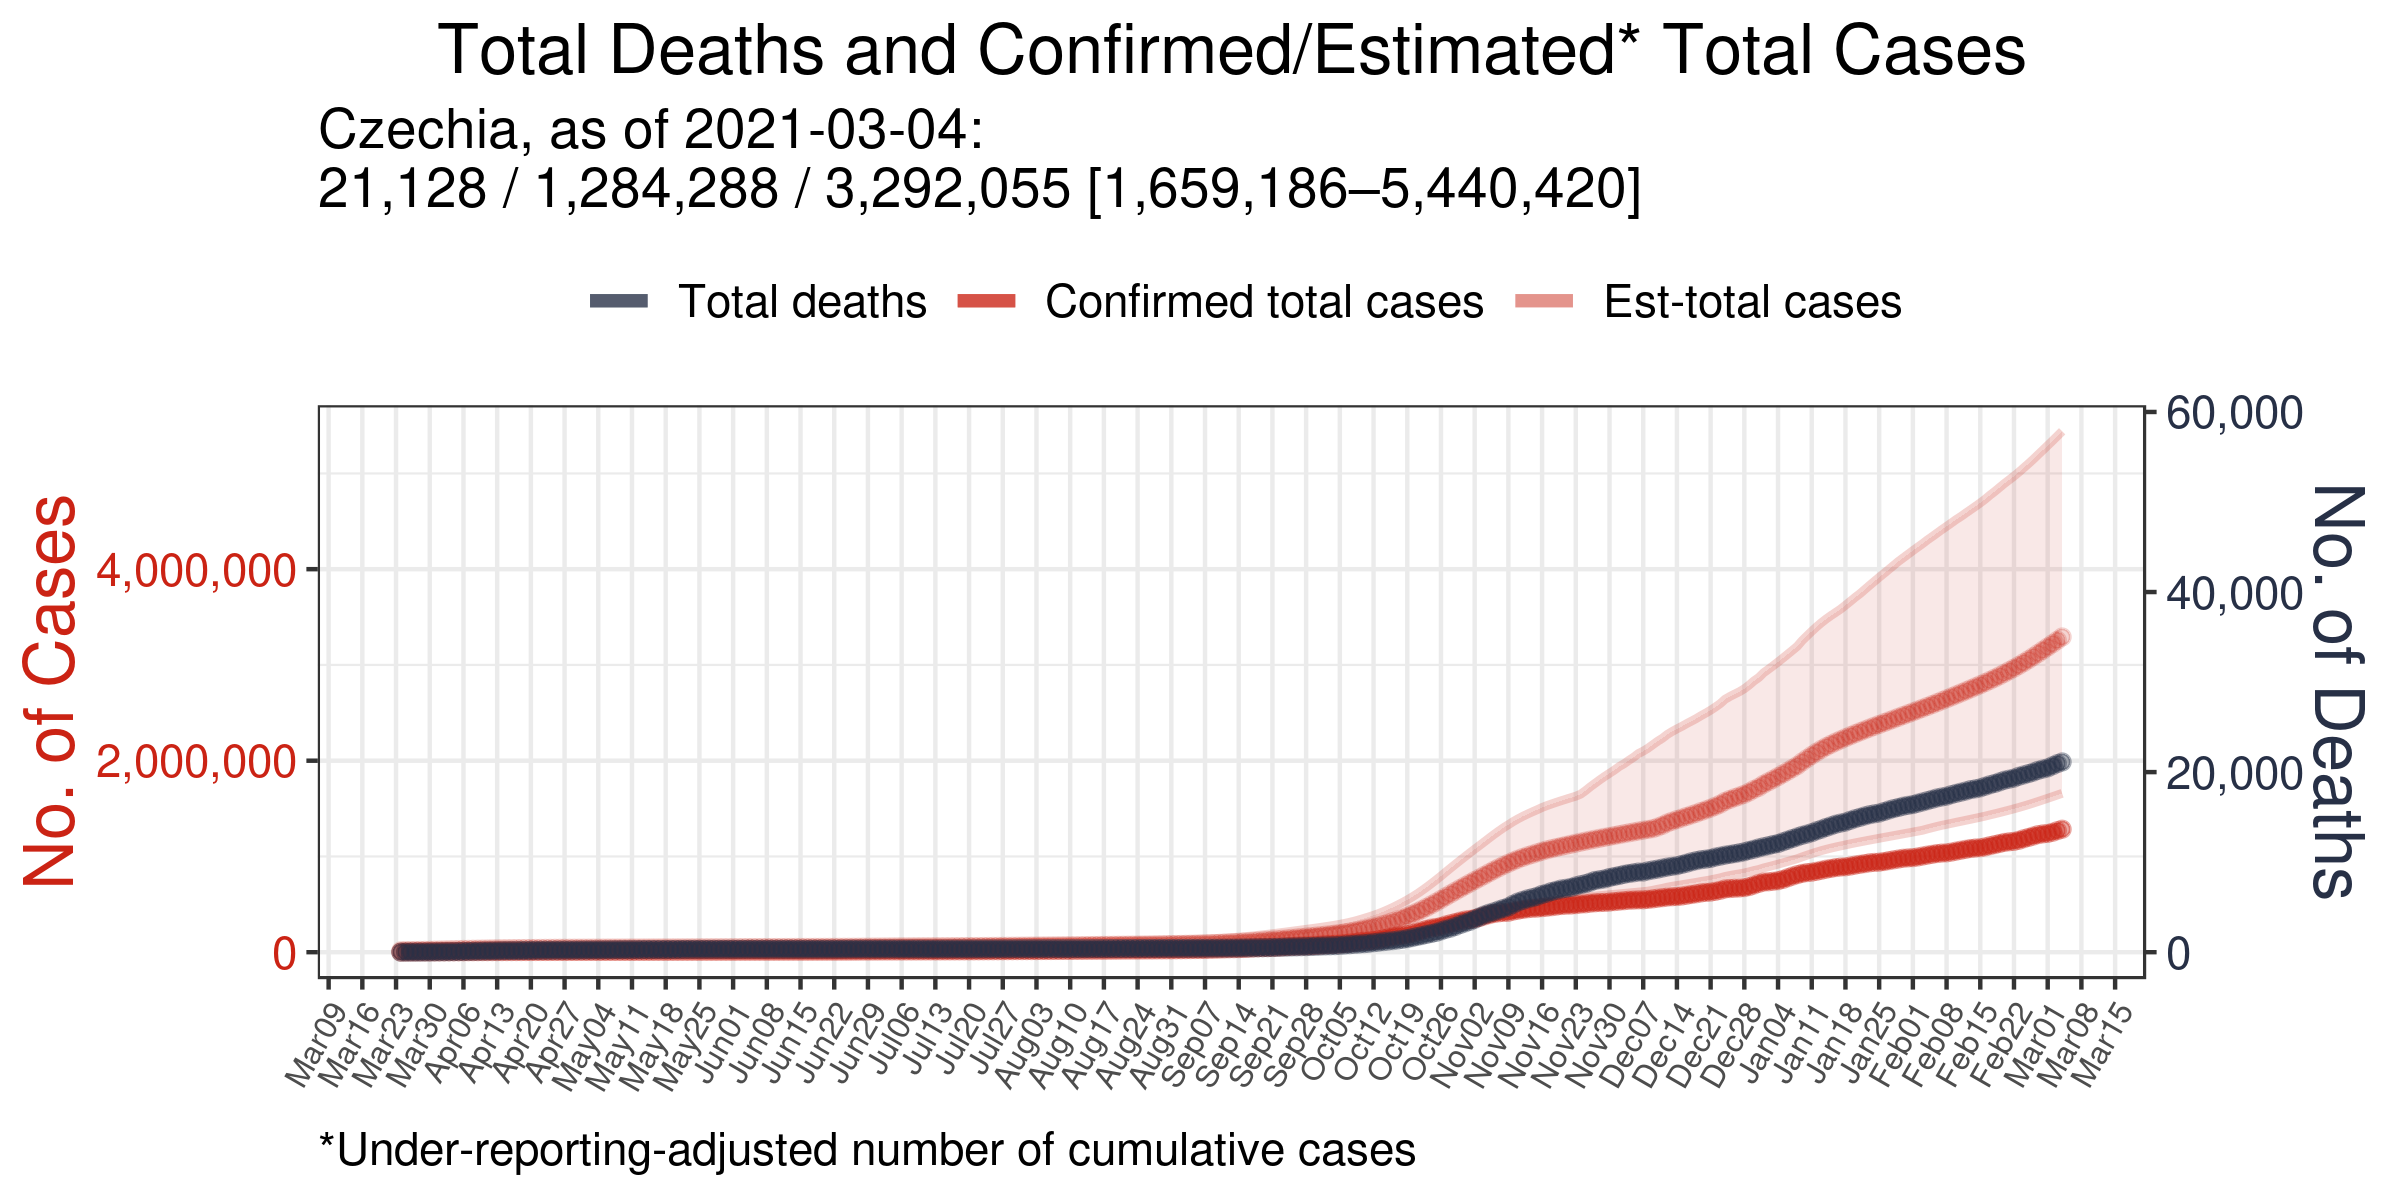 Total Deaths and Confirmed/Estimated* Total Cases
Czechia, as of 2021-03-04:
21,128 / 1,284,288 / 3,292,055 [1,659,186–5,440,420]
Total deaths
Confirmed total cases
Est-total cases
No. of Cases
4,000,000
2,000,000
0
60,000
40,000
20,000
0
No. of Deaths
Mar09
Mar16
Mar23
Mar30
Apr06
Apr13
Apr20
Apr27
May04
May11
May18
May25
Jun01
Jun08
Jun15
Jun22
Jun29
Jul06
Jul13
Jul20
Jul27
Aug03
Aug10
Aug17
Aug24
Aug31
Sep07
Sep14
Sep21
Sep28
Oct05
Oct12
Oct19
Oct26
Nov02
Nov09
Nov16
Nov23
Nov30
Dec07
Dec14
Dec21
Dec28
Jan04
Jan11
Jan18
Jan25
Feb01
Feb08
Feb15
Feb22
Mar01
Mar08
Mar15
*Under-reporting-adjusted number of cumulative cases